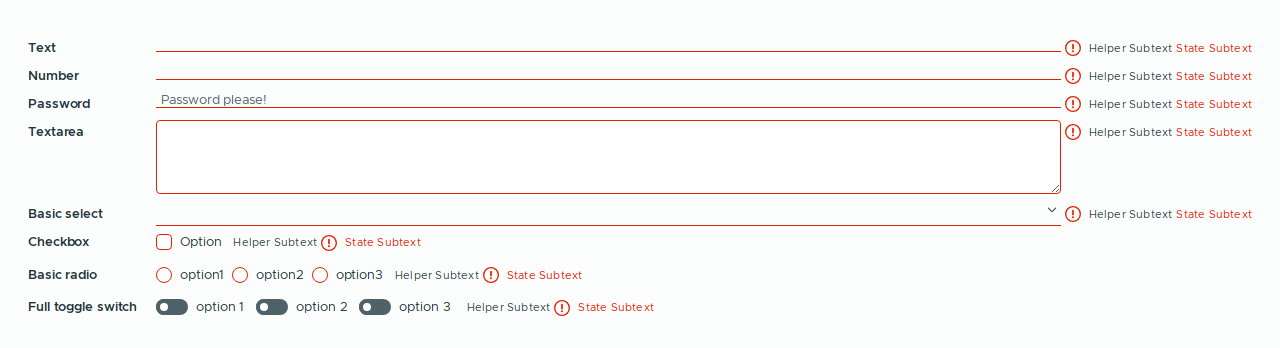 Text Helper Subtext State Subtext
Number Helper Subtext State Subtext
Password Password please! Helper Subtext State Subtext
Textarea Helper Subtext State Subtext
Basic select Helper Subtext State Subtext
Checkbox Option Helper Subtext State Subtext
Basic radio option1 option2 option3 Helper Subtext State Subtext
Full toggle switch option 1 option 2 option 3 Helper Subtext State Subtext